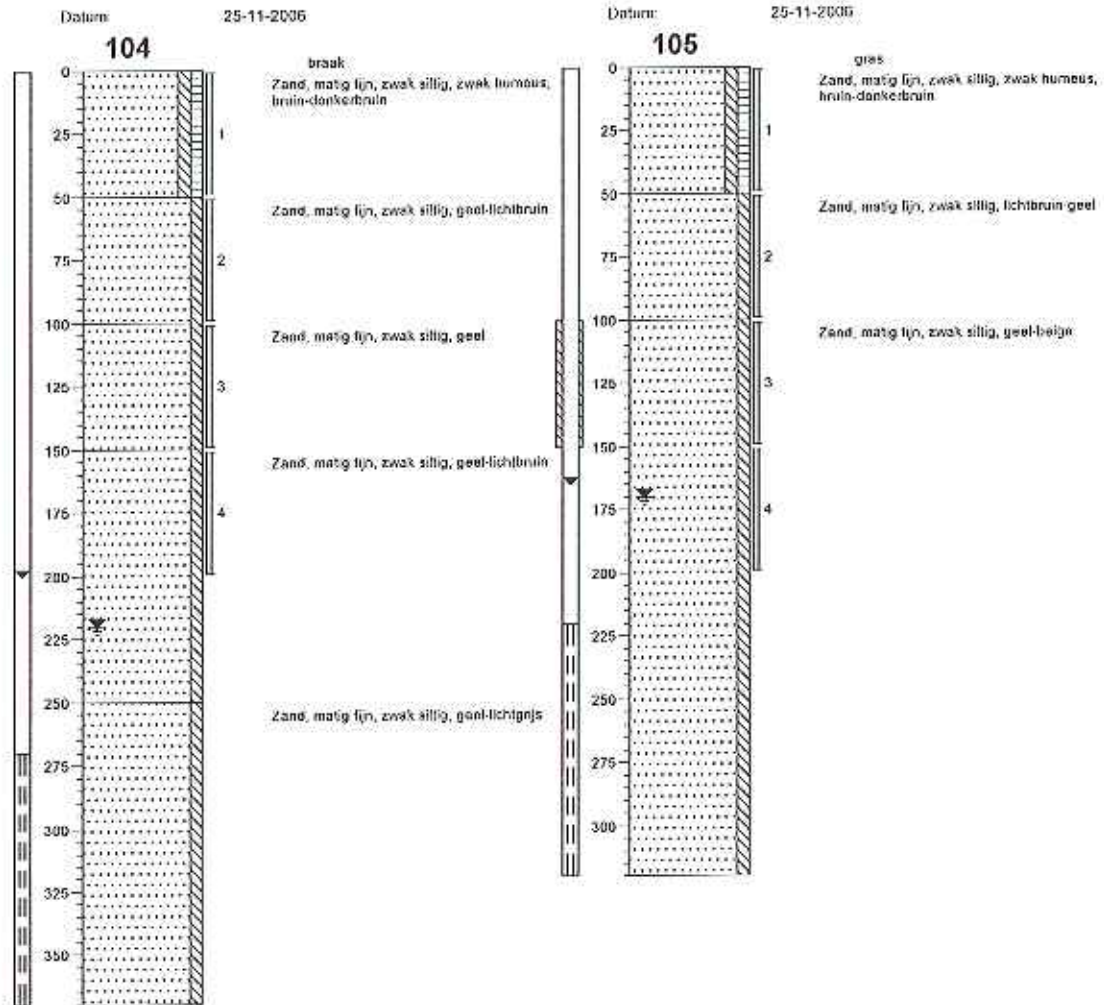 Datum: 25-11-2006
104
braak
0
Zand, matig fijn, zwak siltig, zwak humeus,
bruin-donkerbruin
25
1
50
Zand, matig fijn, zwak siltig, geel-lichtbruin
75
2
100
Zand, matig fijn, zwak siltig, geel
125
3
150
Zand, matig fijn, zwak siltig, geel-lichtbruin
175
4
200
225
250
Zand, matig fijn, zwak siltig, geel-lichtgrijs
275
300
325
350
Datum: 25-11-2006
105
gras
0
Zand, matig fijn, zwak siltig, zwak humeus,
bruin-donkerbruin
25
1
50
Zand, matig fijn, zwak siltig, lichtbruin-geel
75
2
100
Zand, matig fijn, zwak siltig, geel-beige
125
3
150
175
4
200
225
250
275
300